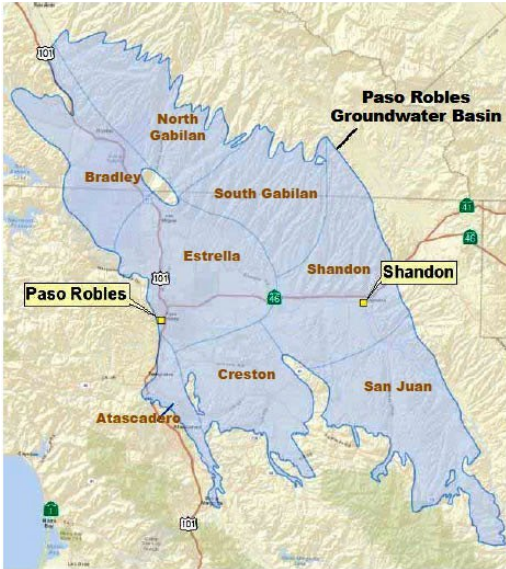 101
Paso Robles
Groundwater Basin
North
Gabilan
Bradley
South Gabilan
41
46
Estrella
Shandon
Shandon
101
Paso Robles
46
Creston
San Juan
Atascadero
1
101